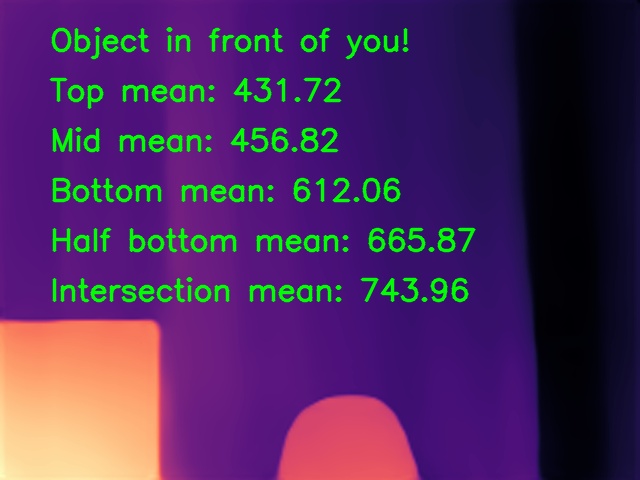 Object in front of you!
Top mean: 431.72
Mid mean: 456.82
Bottom mean: 612.06
Half bottom mean: 665.87
Intersection mean: 743.96